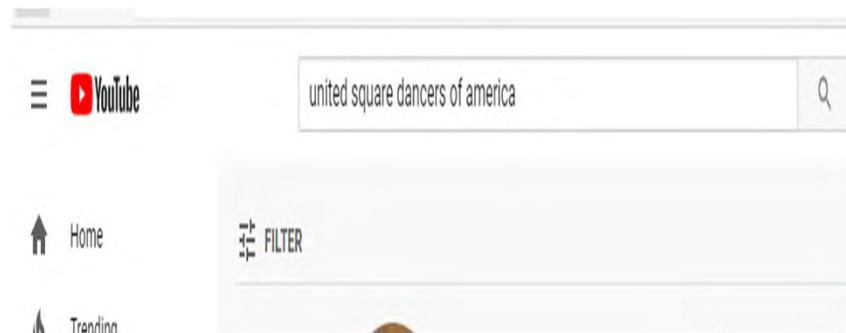 YouTube
united square dancers of america
Home
FILTER
Trending